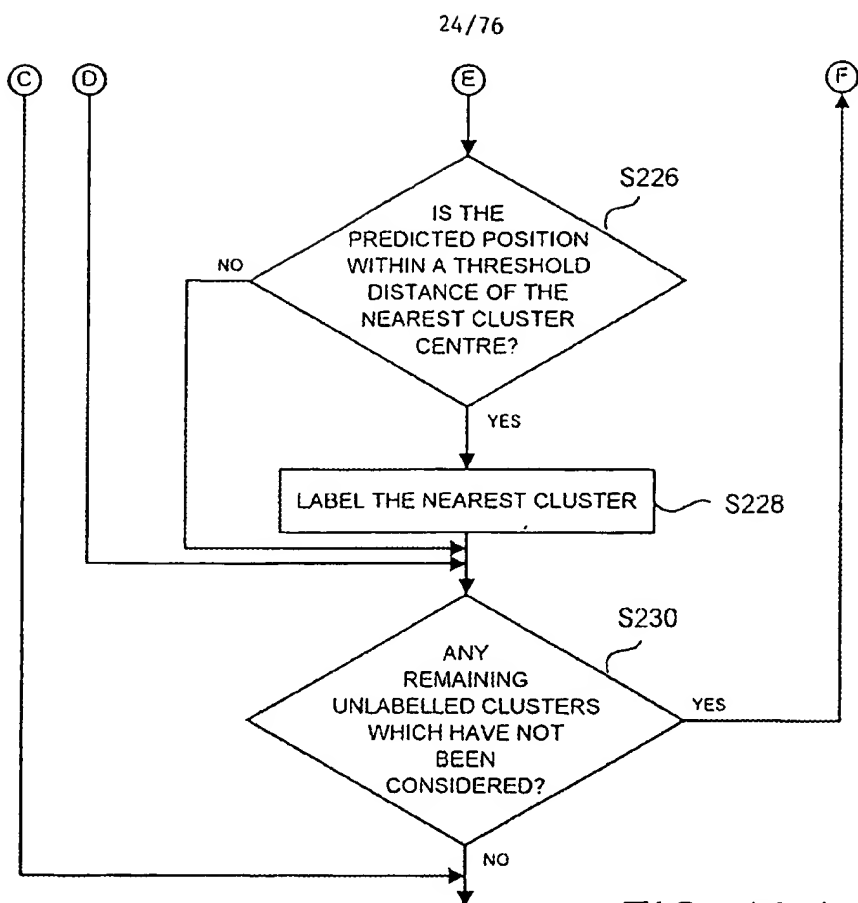 24/76
C D E F
S226
IS THE
PREDICTED POSITION
WITHIN A THRESHOLD
DISTANCE OF THE
NEAREST CLUSTER
CENTRE?
NO
YES
LABEL THE NEAREST CLUSTER
S228
S230
ANY
REMAINING
UNLABELLED CLUSTERS
WHICH HAVE NOT
BEEN
CONSIDERED?
YES
NO